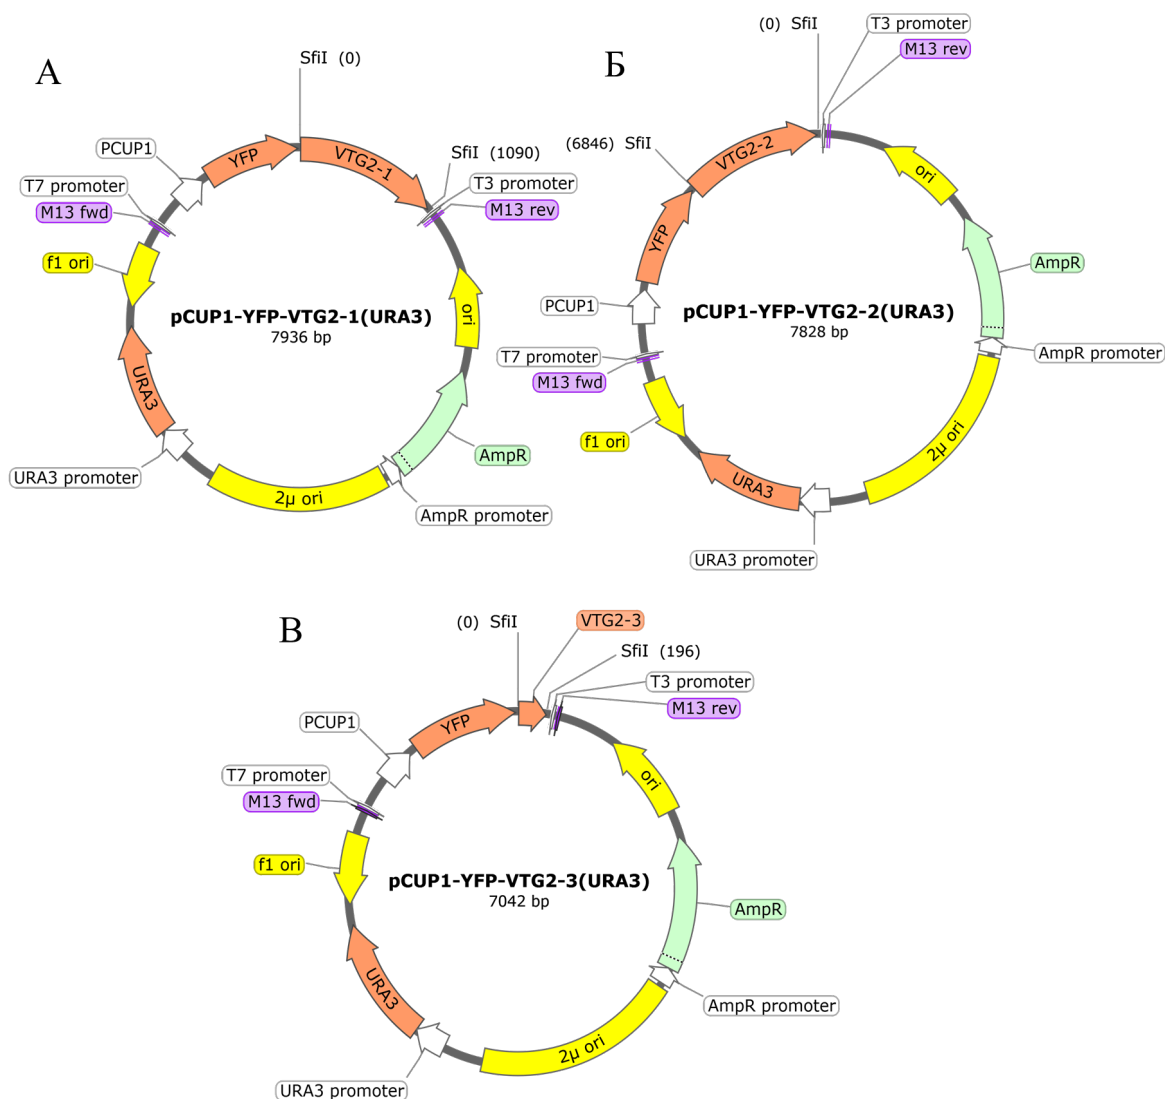 А
SfiI (0)
PCUP1
YFP
VTG2-1
SfiI (1090)
T7 promoter
T3 promoter
M13 fwd
M13 rev
f1 ori
pCUP1-YFP-VTG2-1(URA3)
7936 bp
ori
URA3
URA3 promoter
AmpR
2μ ori
AmpR promoter
Б
(0) SfiI
T3 promoter
M13 rev
(6846) SfiI
VTG2-2
ori
YFP
AmpR
PCUP1
pCUP1-YFP-VTG2-2(URA3)
7828 bp
T7 promoter
AmpR promoter
M13 fwd
f1 ori
2μ ori
URA3
URA3 promoter
В
(0) SfiI
VTG2-3
SfiI (196)
T3 promoter
M13 rev
PCUP1
YFP
T7 promoter
M13 fwd
ori
f1 ori
pCUP1-YFP-VTG2-3(URA3)
7042 bp
AmpR
URA3
AmpR promoter
2μ ori
URA3 promoter